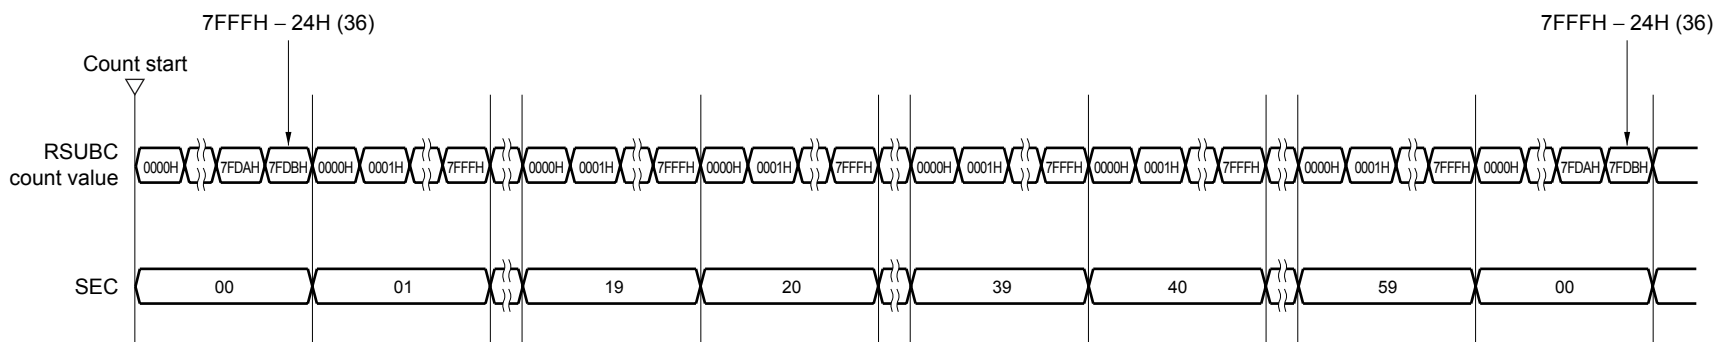 7FFFH – 24H (36) 7FFFH – 24H (36)
Count start
RSUBC
count value
0000H 7FDAH 7FDBH 0000H 0001H 7FFFH 0000H 0001H 7FFFH 0000H 0001H 7FFFH 0000H 0001H 7FFFH 0000H 0001H 7FFFH 0000H 0001H 7FFFH 0000H 7FDAH 7FDBH
SEC 00 01 19 20 39 40 59 00